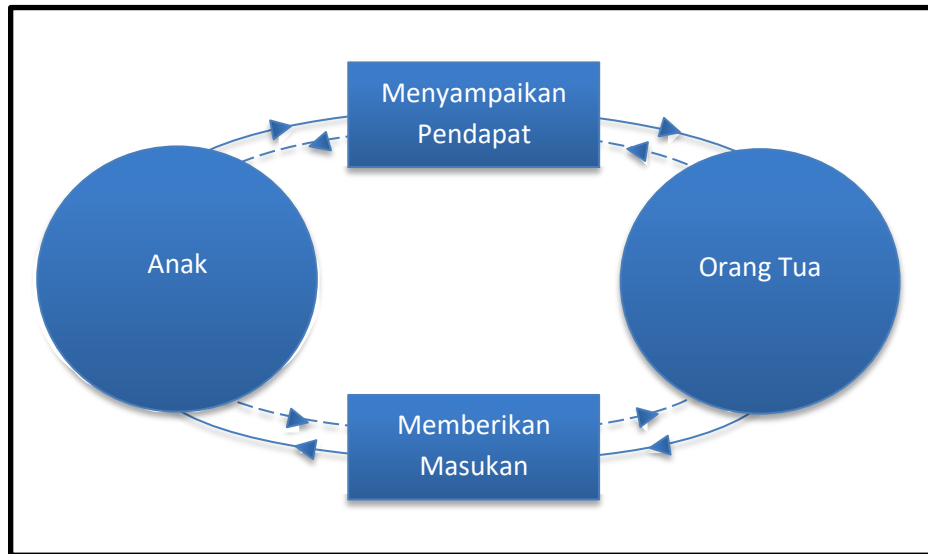 Menyampaikan
Pendapat
Anak
Orang Tua
Memberikan
Masukan